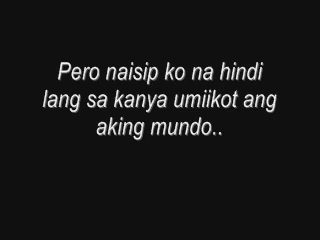 Pero naisip ko na hindi
lang sa kanya umiikot ang
aking mundo..